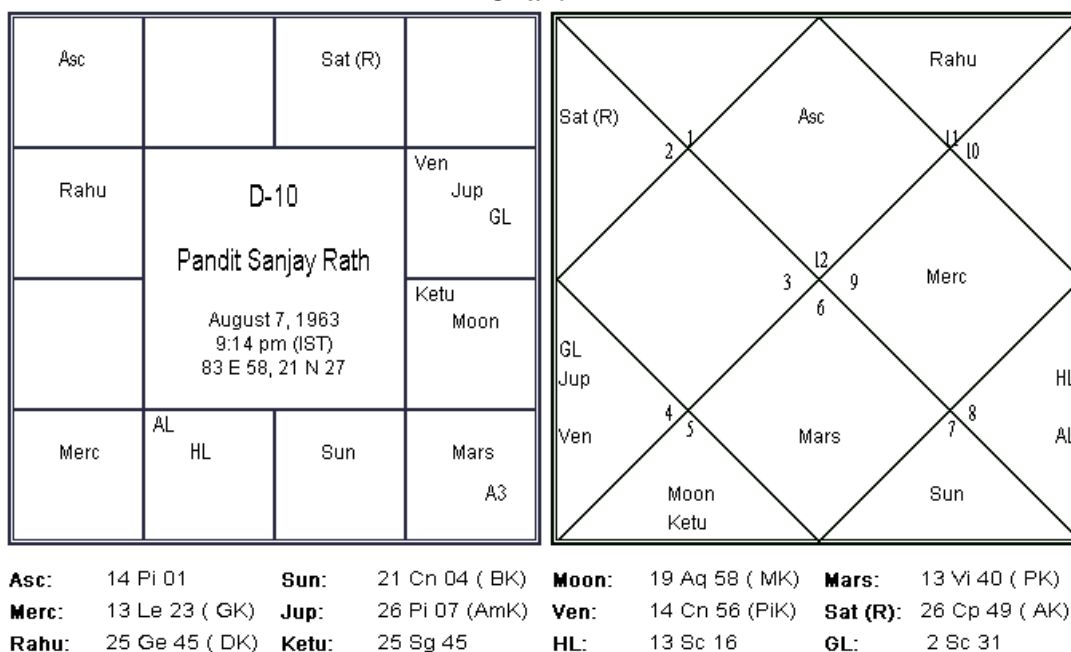 Asc
Sat (R)
Rahu
D-10
Pandit Sanjay Rath
August 7, 1963
9:14 pm (IST)
83 E 58, 21 N 27
Ven
Jup
GL
Ketu
Moon
Merc
AL
HL
Sun
Mars
A3
Rahu
Sat (R)
Asc
1
11
2
10
12
3
9
Merc
6
GL
Jup
HL
4
8
Ven
5
7
AL
Mars
Moon
Sun
Ketu
Asc: 14 Pi 01 Sun: 21 Cn 04 ( BK) Moon: 19 Aq 58 ( MK) Mars: 13 Vi 40 ( PK)
Merc: 13 Le 23 ( GK) Jup: 26 Pi 07 (AmK) Ven: 14 Cn 56 (PiK) Sat (R): 26 Cp 49 ( AK)
Rahu: 25 Ge 45 ( DK) Ketu: 25 Sg 45 HL: 13 Sc 16 GL: 2 Sc 31